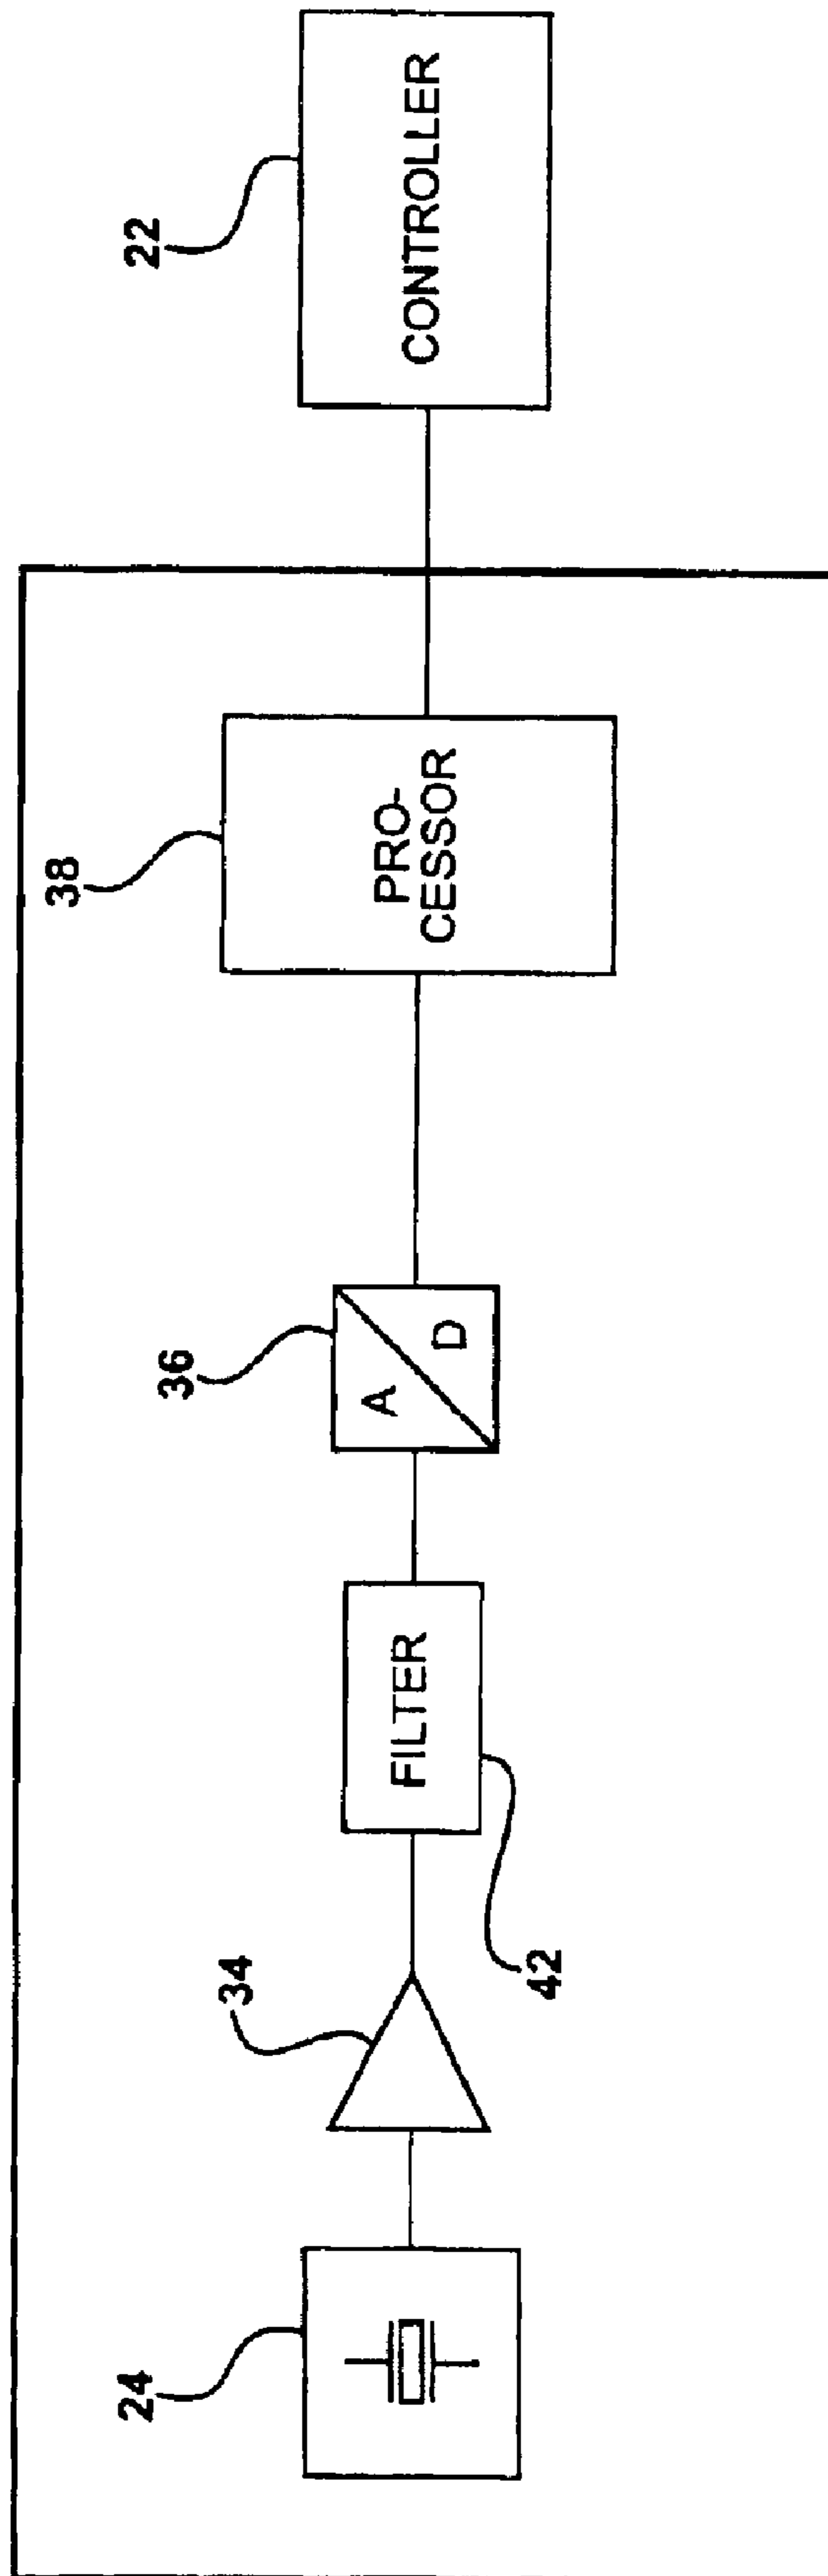 24
34
FILTER
42
36
A
D
38
PRO-
CESSOR
22
CONTROLLER